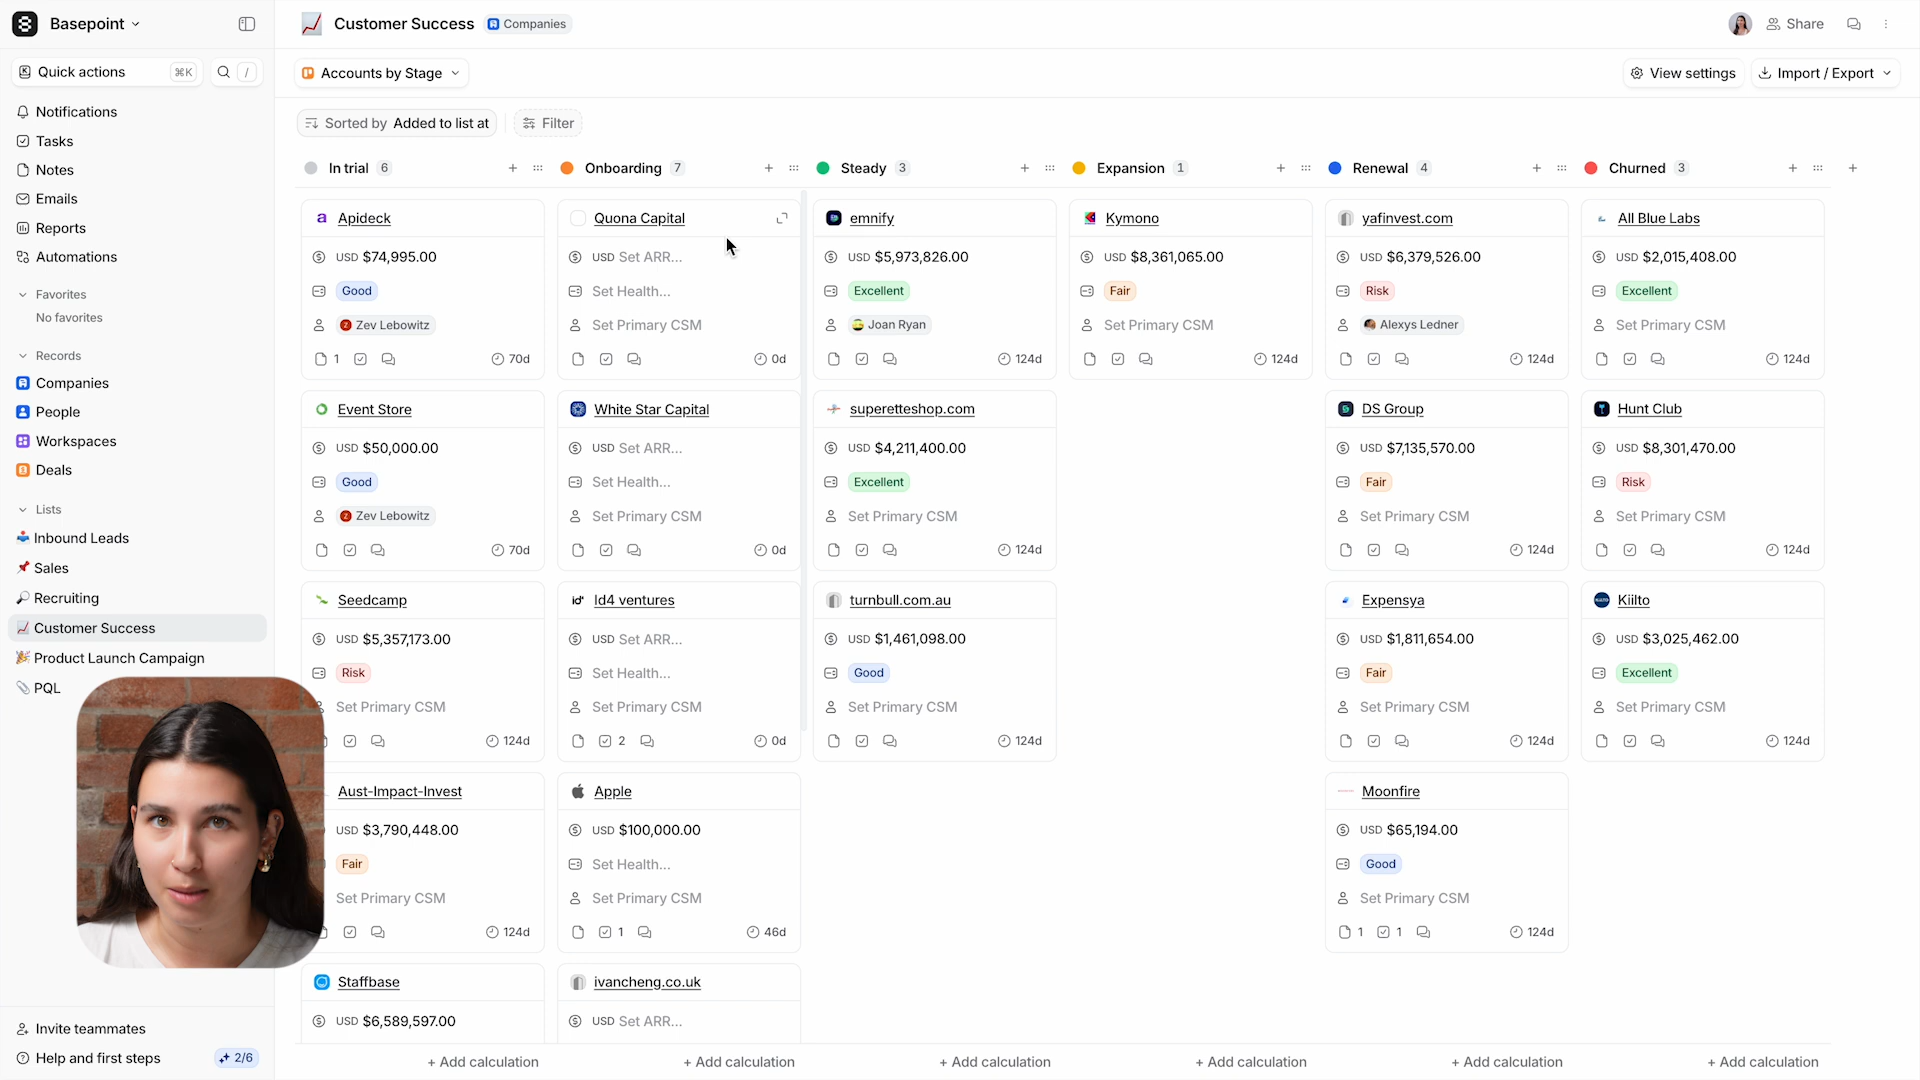 Basepoint
Quick actions ⌘K /
Notifications
Tasks
Notes
Emails
Reports
Automations
Favorites
No favorites
Records
Companies
People
Workspaces
Deals
Lists
Inbound Leads
Sales
Recruiting
Customer Success
Product Launch Campaign
PQL
Invite teammates
Help and first steps 2/6
Customer Success Companies
Share
Accounts by Stage
View settings
Import / Export
Sorted by Added to list at
Filter
In trial 6
Apideck
USD $74,995.00
Good
Zev Lebowitz
1 70d
Event Store
USD $50,000.00
Good
Zev Lebowitz
70d
Seedcamp
USD $5,357,173.00
Risk
Set Primary CSM
124d
Aust-Impact-Invest
USD $3,790,448.00
Fair
Set Primary CSM
124d
Staffbase
USD $6,589,597.00
+ Add calculation
Onboarding 7
Quona Capital
USD Set ARR...
Set Health...
Set Primary CSM
0d
White Star Capital
USD Set ARR...
Set Health...
Set Primary CSM
0d
id⁴ Id4 ventures
USD Set ARR...
Set Health...
Set Primary CSM
2 0d
Apple
USD $100,000.00
Set Health...
Set Primary CSM
1 46d
ivancheng.co.uk
USD Set ARR...
+ Add calculation
Steady 3
emnify
USD $5,973,826.00
Excellent
Joan Ryan
124d
superetteshop.com
USD $4,211,400.00
Excellent
Set Primary CSM
124d
turnbull.com.au
USD $1,461,098.00
Good
Set Primary CSM
124d
+ Add calculation
Expansion 1
Kymono
USD $8,361,065.00
Fair
Set Primary CSM
124d
+ Add calculation
Renewal 4
yafinvest.com
USD $6,379,526.00
Risk
Alexys Ledner
124d
DS Group
USD $7,135,570.00
Fair
Set Primary CSM
124d
Expensya
USD $1,811,654.00
Fair
Set Primary CSM
124d
Moonfire
USD $65,194.00
Good
Set Primary CSM
1 1 124d
+ Add calculation
Churned 3
All Blue Labs
USD $2,015,408.00
Excellent
Set Primary CSM
124d
Hunt Club
USD $8,301,470.00
Risk
Set Primary CSM
124d
Kiilto
USD $3,025,462.00
Excellent
Set Primary CSM
124d
+ Add calculation